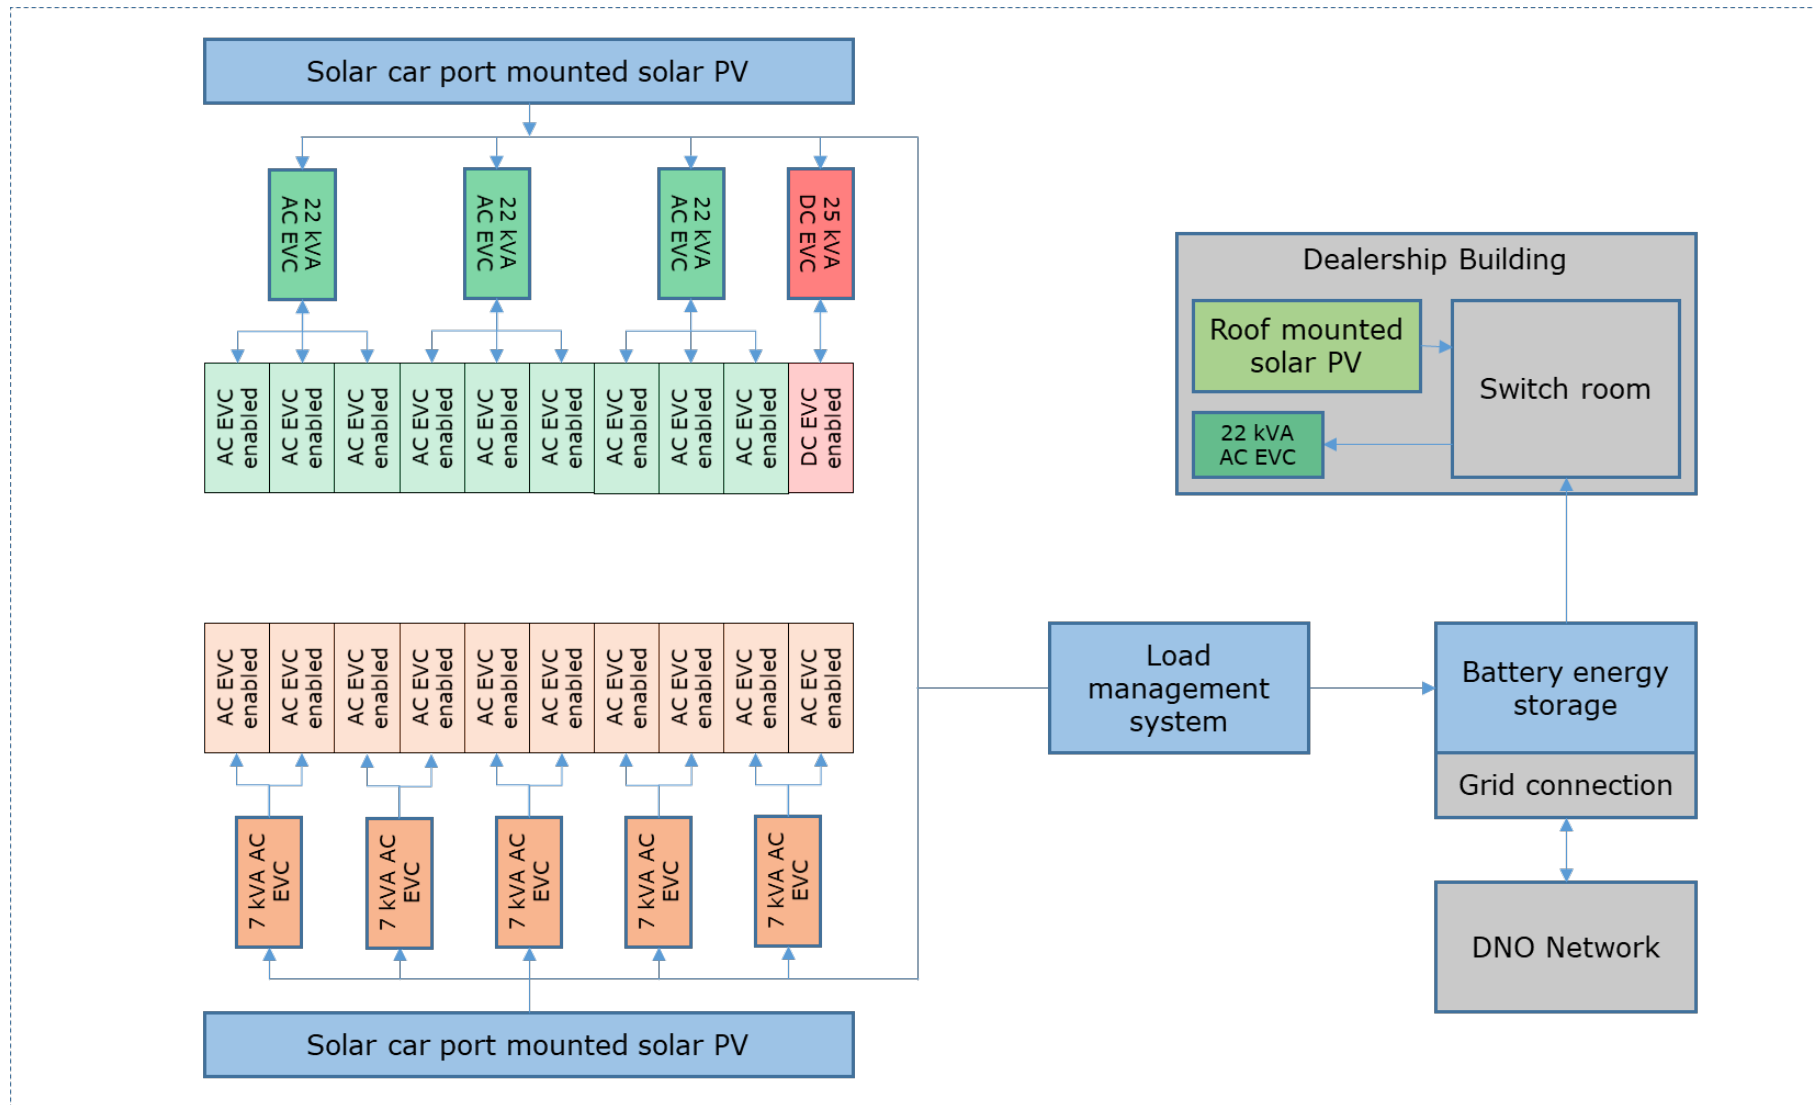 Solar car port mounted solar PV
22 kVA
AC EVC
22 kVA
AC EVC
22 kVA
AC EVC
25 kVA
DC EVC
AC EVC
enabled
AC EVC
enabled
AC EVC
enabled
AC EVC
enabled
AC EVC
enabled
AC EVC
enabled
AC EVC
enabled
AC EVC
enabled
AC EVC
enabled
DC EVC
enabled
Dealership Building
Roof mounted
solar PV
Switch room
22 kVA
AC EVC
AC EVC
enabled
AC EVC
enabled
AC EVC
enabled
AC EVC
enabled
AC EVC
enabled
AC EVC
enabled
AC EVC
enabled
AC EVC
enabled
AC EVC
enabled
AC EVC
enabled
Load
management
system
Battery energy
storage
Grid connection
7 kVA AC
EVC
7 kVA AC
EVC
7 kVA AC
EVC
7 kVA AC
EVC
7 kVA AC
EVC
DNO Network
Solar car port mounted solar PV